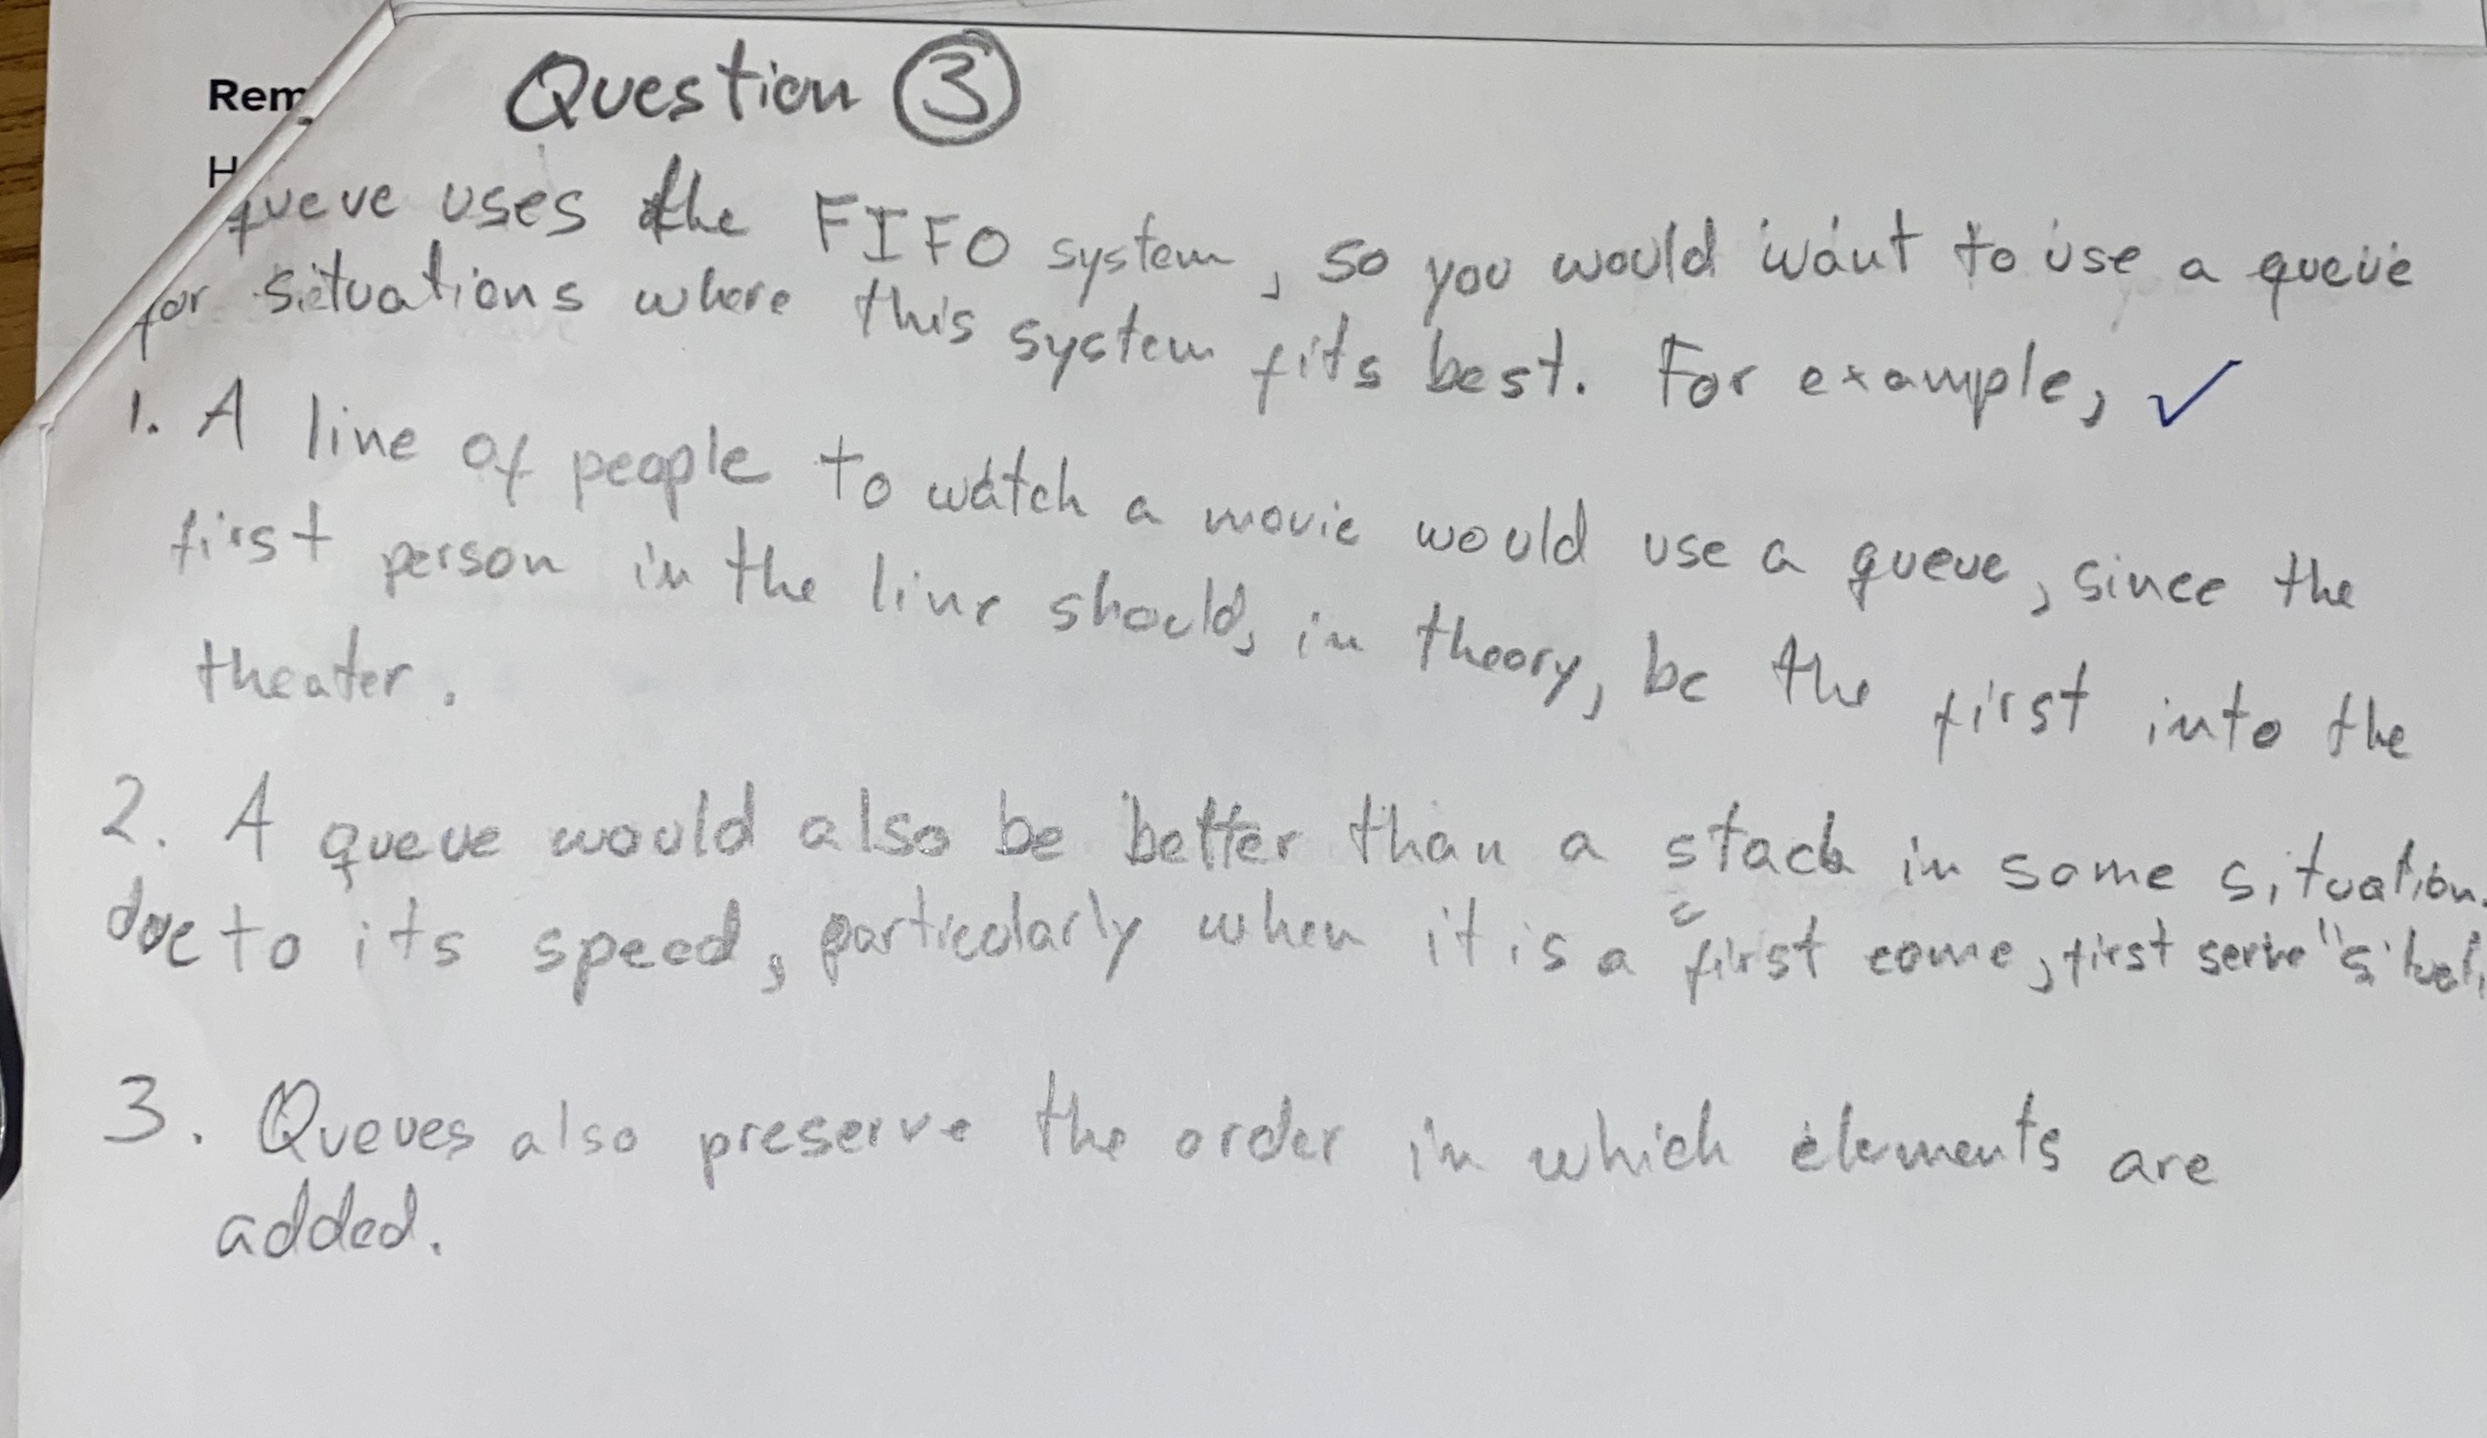 Question 3
Rem
H
queue uses the FIFO system, so you would want to use a queue
for situations where this system fits best. For example, ✓
1. A line of people to watch a movie would use a queue, since the
first person in the line should, in theory, be the first into the
theater.
2. A queue would also be better than a stack in some situation
due to its speed, particularly when it is a "first come, first serve"
3. Queues also preserve the order in which elements are
added.